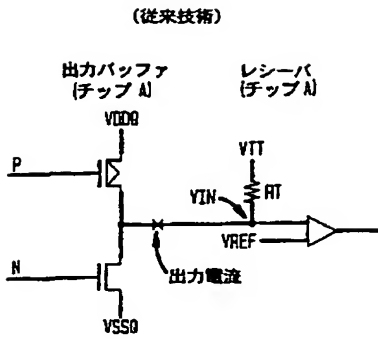 (従来技術)
出力バッファ
(チップA)
レシーバ
(チップA)
VDDQ
VTT
P
VIN
RT
VREF
N
出力電流
VSSQ